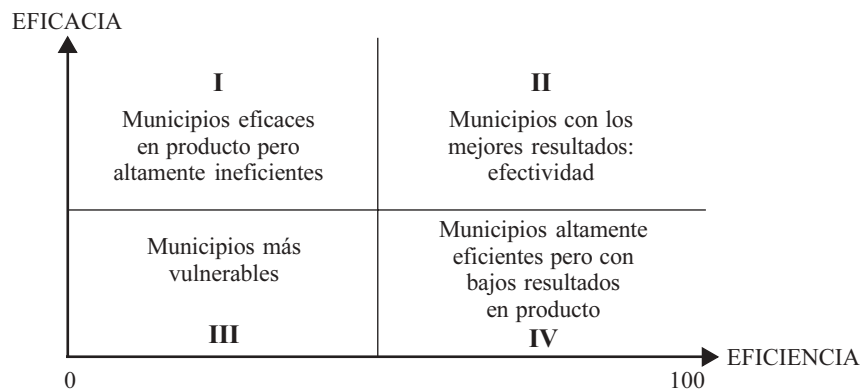 EFICACIA
I
Municipios eficaces
en producto pero
altamente ineficientes
II
Municipios con los
mejores resultados:
efectividad
Municipios más
vulnerables
III
Municipios altamente
eficientes pero con
bajos resultados
en producto
IV
EFICIENCIA
0
100